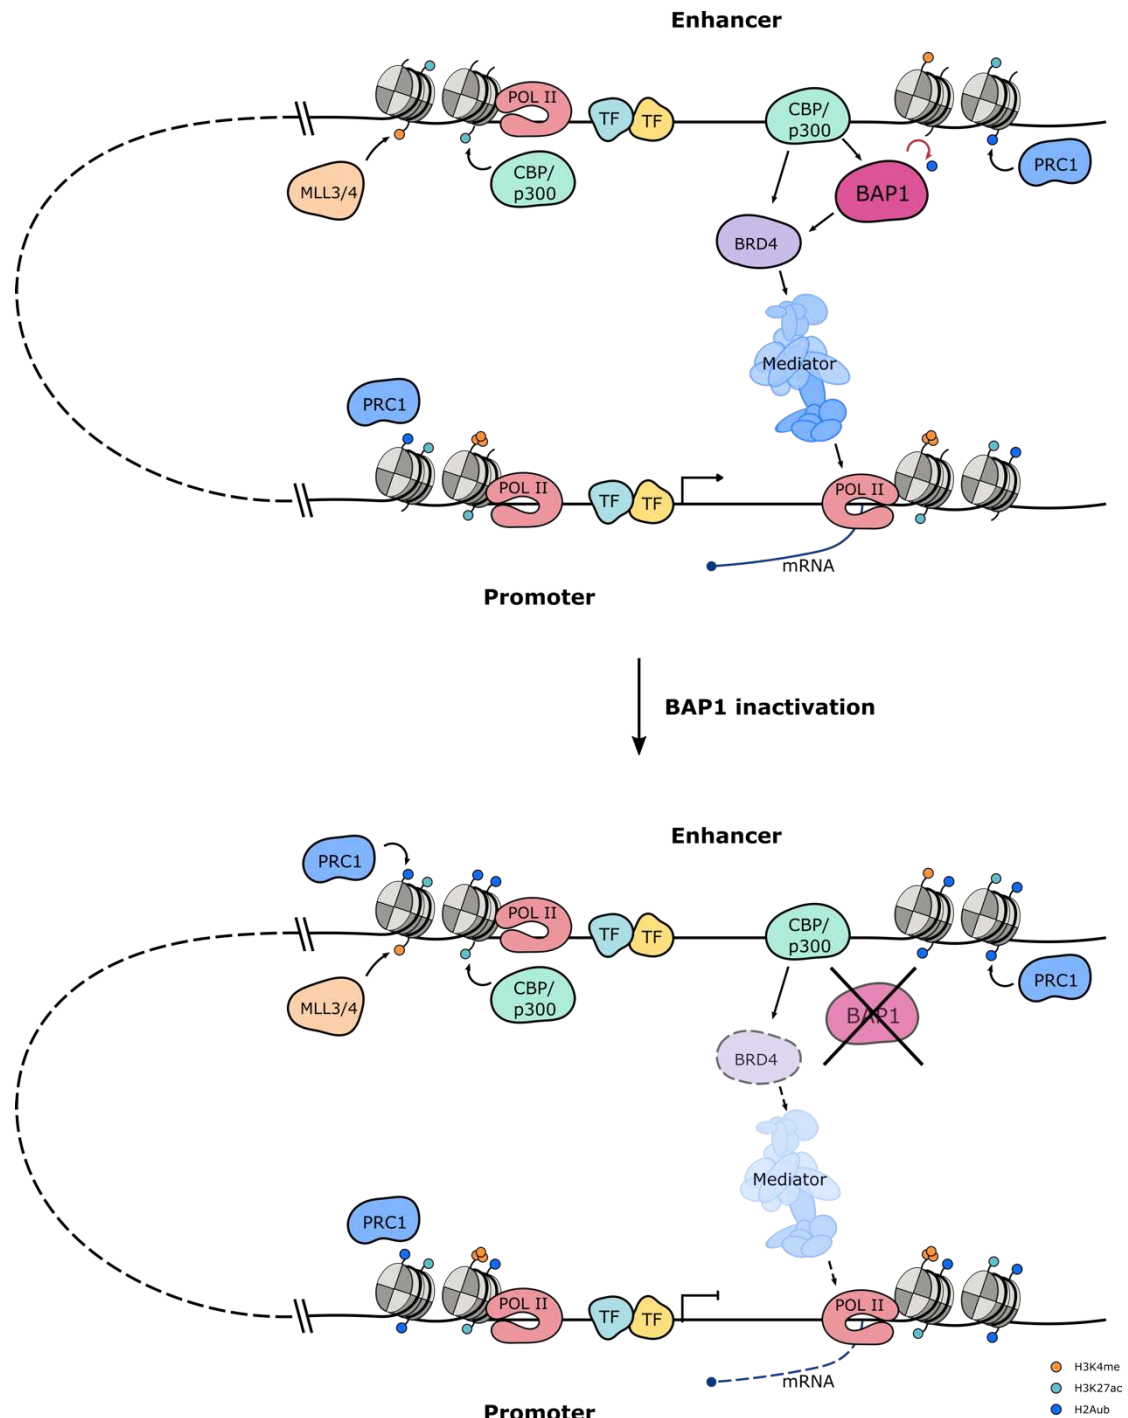 Enhancer
POL II
TF
TF
CBP/
p300
MLL3/4
CBP/
p300
BAP1
PRC1
BRD4
Mediator
PRC1
POL II
TF
TF
POL II
mRNA
Promoter
BAP1 inactivation
Enhancer
PRC1
POL II
TF
TF
CBP/
p300
MLL3/4
CBP/
p300
BAP1
PRC1
BRD4
Mediator
PRC1
POL II
TF
TF
POL II
mRNA
H3K4me
H3K27ac
H2Aub
Promoter